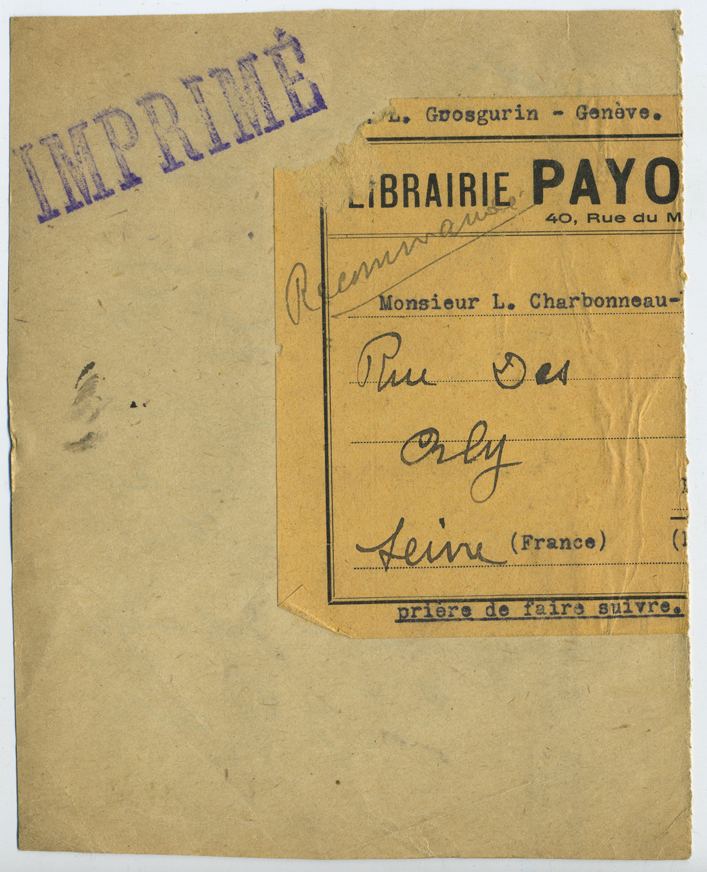 IMPRIMÉ
L. Grosgurin - Genève.
LIBRAIRIE PAYO
40, Rue du M
Recommandé
Monsieur L. Charbonneau-
Rue Des
Orly
Seine (France)
prière de faire suivre.